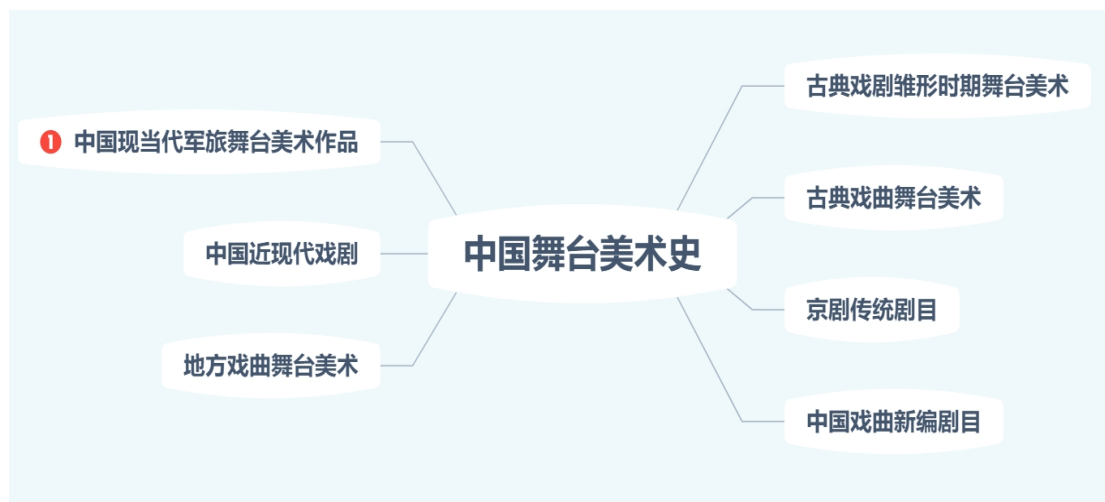 中国舞台美术史
古典戏剧雏形时期舞台美术
古典戏曲舞台美术
京剧传统剧目
中国戏曲新编剧目
1 中国现当代军旅舞台美术作品
中国近现代戏剧
地方戏曲舞台美术